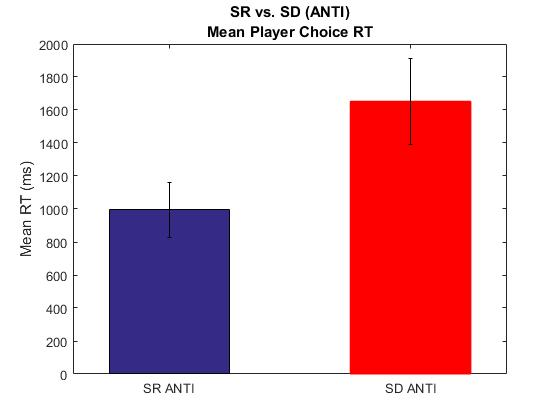 SR vs. SD (ANTI)
Mean Player Choice RT
Mean RT (ms)
2000
1800
1600
1400
1200
1000
800
600
400
200
0
SR ANTI
SD ANTI